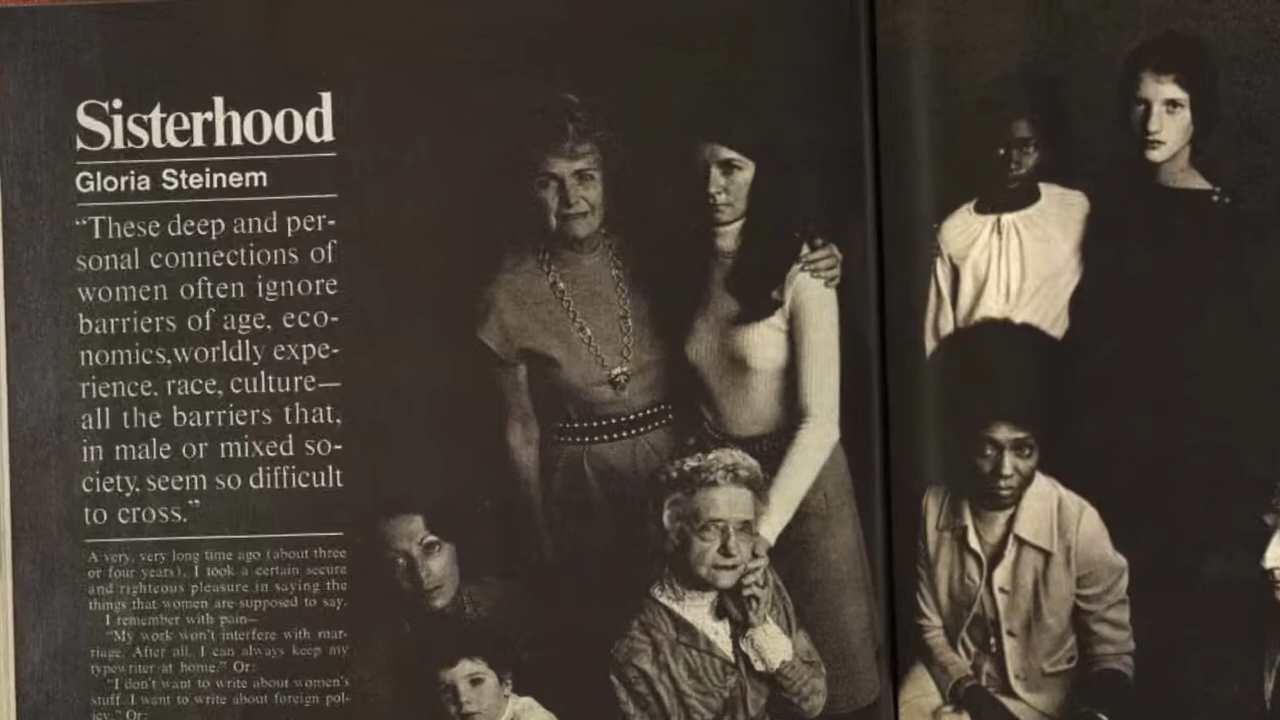 Sisterhood
Gloria Steinem
“These deep and per-
sonal connections of
women often ignore
barriers of age, eco-
nomics,worldly expe-
rience, race, culture—
all the barriers that,
in male or mixed so-
ciety, seem so difficult
to cross.”
A very, very long time ago (about three
or four years), I took a certain secure
and righteous pleasure in saying the
things that women are supposed to say.
I remember with pain—
“My work won't interfere with mar-
riage. After all, I can always keep my
typewriter at home.” Or:
“I don't want to write about women's
stuff. I want to write about foreign pol-
icy.” Or: